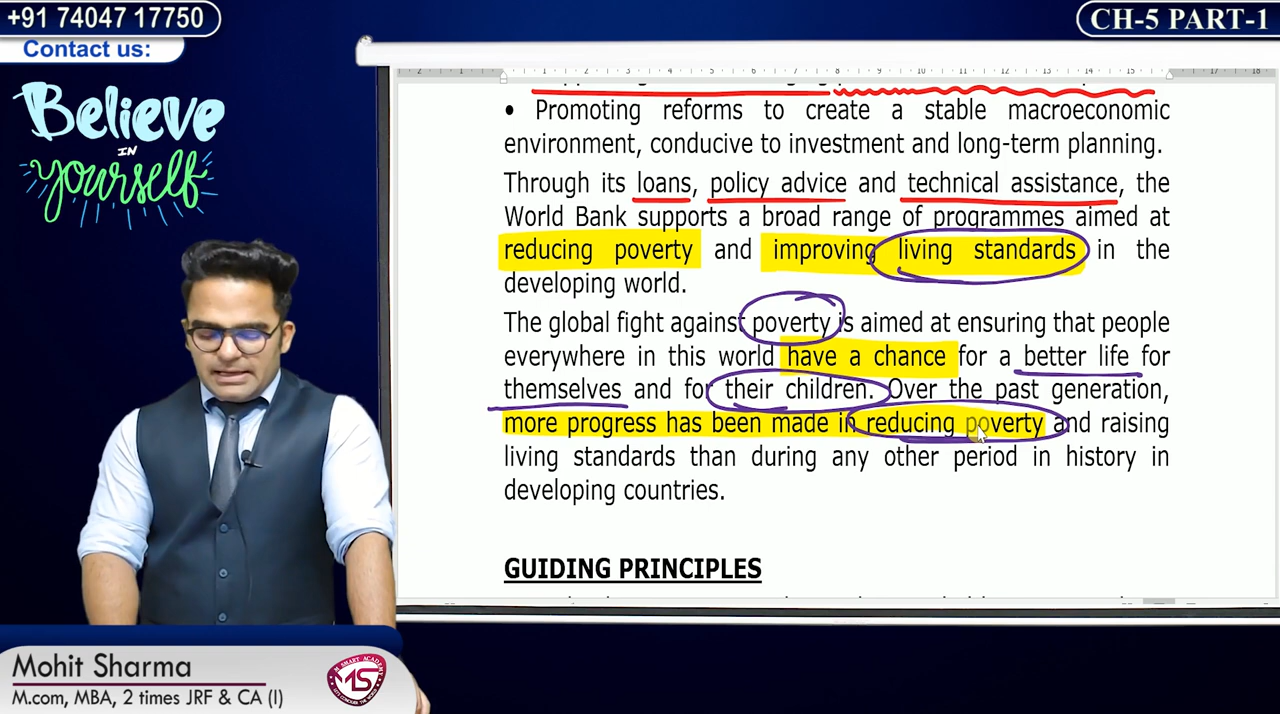 +91 74047 17750
Contact us:
CH-5 PART-1
Believe
IN
yourself
• Promoting reforms to create a stable macroeconomic
environment, conducive to investment and long-term planning.
Through its loans, policy advice and technical assistance, the
World Bank supports a broad range of programmes aimed at
reducing poverty and improving living standards in the
developing world.
The global fight against poverty is aimed at ensuring that people
everywhere in this world have a chance for a better life for
themselves and for their children. Over the past generation,
more progress has been made in reducing poverty and raising
living standards than during any other period in history in
developing countries.
GUIDING PRINCIPLES
Mohit Sharma
M.com, MBA, 2 times JRF & CA (I)
M SMART ACADEMY
MS